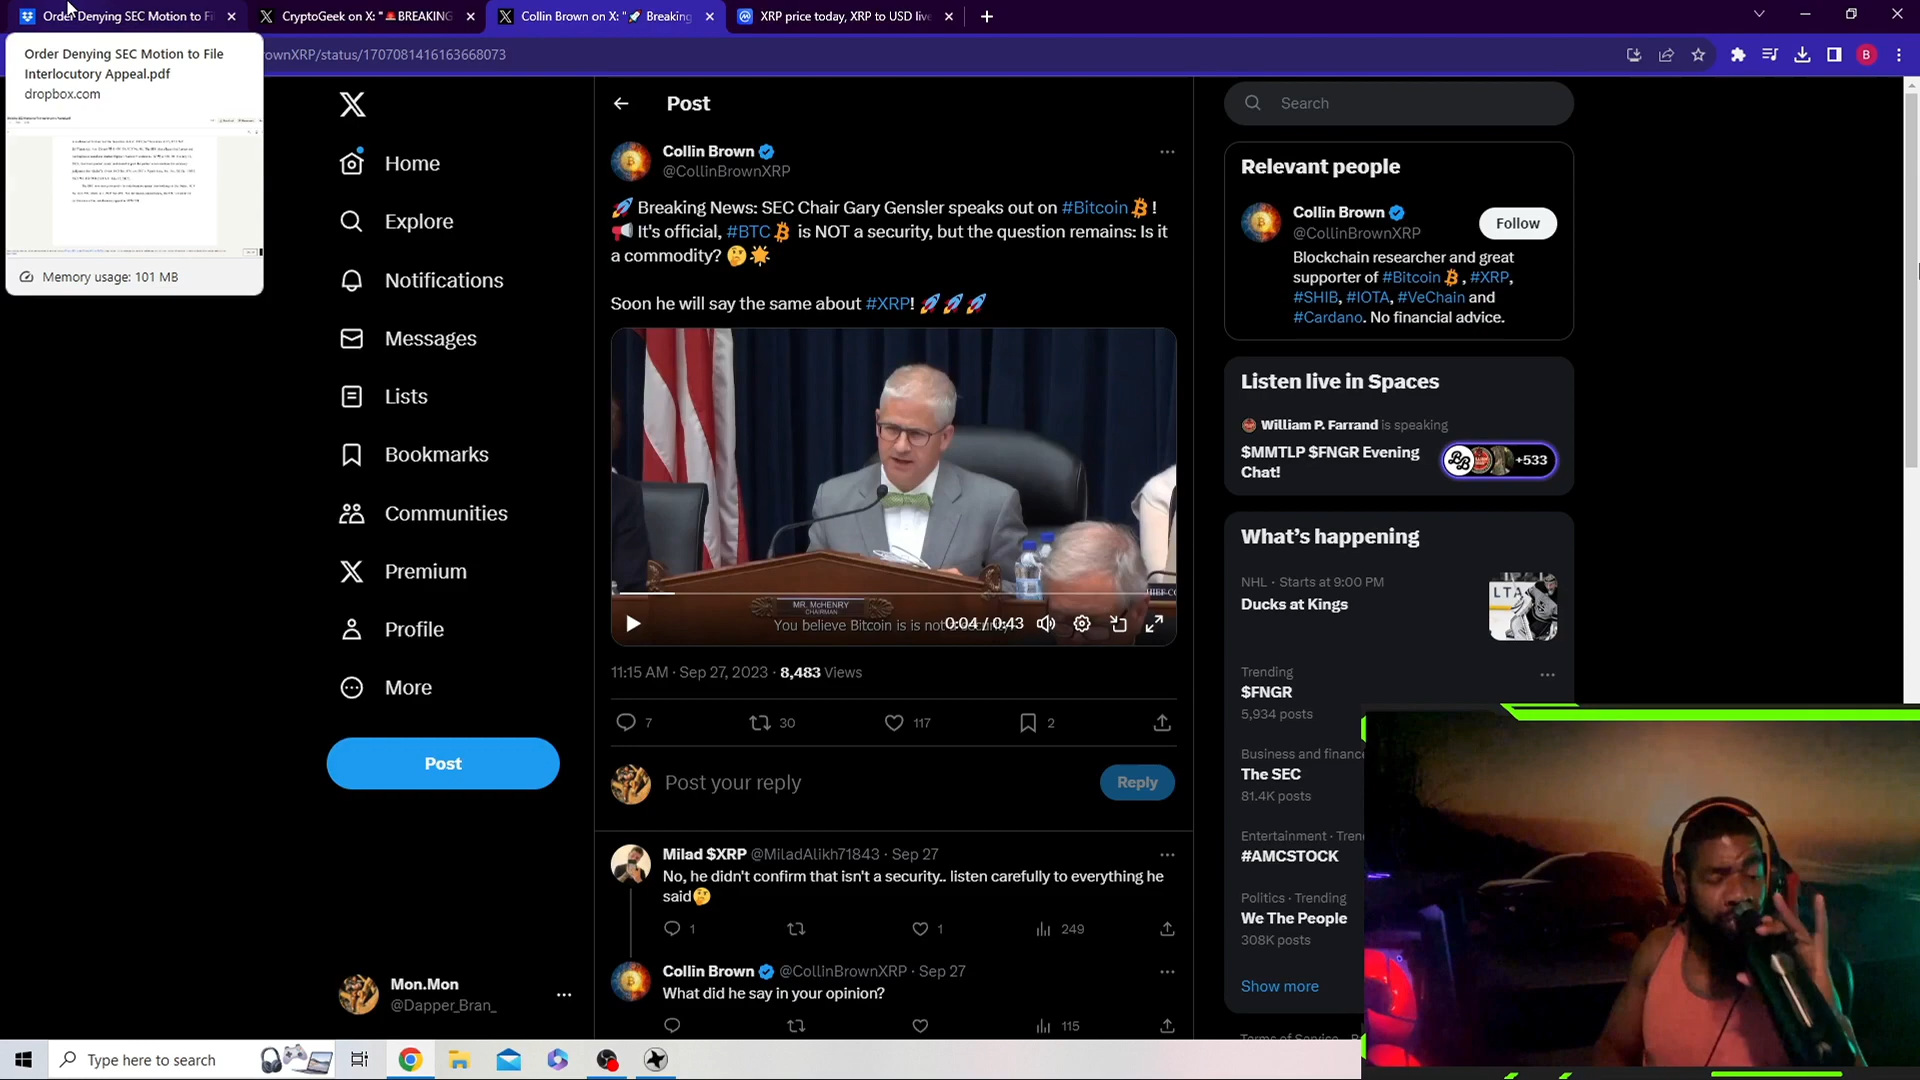 Order Denying SEC Motion to Fi
CryptoGeek on X: "🚨BREAKING
Collin Brown on X: "🚀 Breaking
XRP price today, XRP to USD live
Order Denying SEC Motion to File
Interlocutory Appeal.pdf
dropbox.com
Memory usage: 101 MB
ownXRP/status/1707081416163668073
B
Home
Explore
Notifications
Messages
Lists
Bookmarks
Communities
Premium
Profile
More
Post
Mon.Mon
@Dapper_Bran_
Post
Collin Brown
@CollinBrownXRP
🚀 Breaking News: SEC Chair Gary Gensler speaks out on #Bitcoin !
📢 It's official, #BTC is NOT a security, but the question remains: Is it
a commodity? 🤔🌟
Soon he will say the same about #XRP! 🚀🚀🚀
MR. McHENRY
CHAIRMAN
You believe Bitcoin is is not
0:04 / 0:43
11:15 AM · Sep 27, 2023 · 8,483 Views
7
30
117
2
Post your reply
Reply
Milad $XRP @MiladAlikh71843 · Sep 27
No, he didn't confirm that isn't a security.. listen carefully to everything he
said🤔
1
1
249
Collin Brown @CollinBrownXRP · Sep 27
What did he say in your opinion?
115
Search
Relevant people
Collin Brown
@CollinBrownXRP
Follow
Blockchain researcher and great
supporter of #Bitcoin , #XRP,
#SHIB, #IOTA, #VeChain and
#Cardano. No financial advice.
Listen live in Spaces
William P. Farrand is speaking
$MMTLP $FNGR Evening
Chat!
+533
What's happening
NHL · Starts at 9:00 PM
Ducks at Kings
Trending
$FNGR
5,934 posts
Business and finance
The SEC
81.4K posts
Entertainment · Tren
#AMCSTOCK
Politics · Trending
We The People
308K posts
Show more
Type here to search